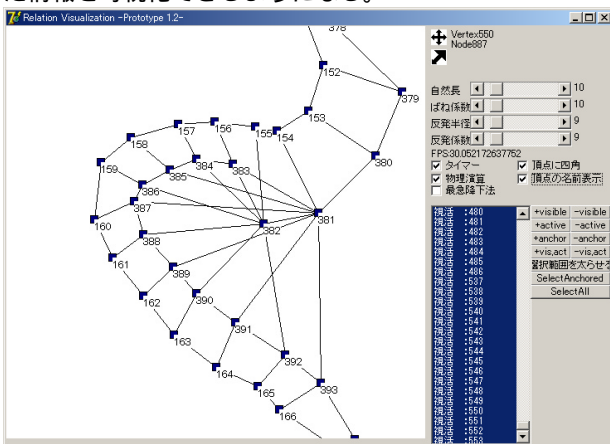 Relation Visualization -Prototype 1.2-
Vertex550
Node887
自然長 10
ばね係数 10
反発半径 9
反発係数 9
FPS30.052172637752
タイマー
頂点に四角
物理演算
頂点の名前表示
最急降下法
378
152
379
153
157
156
155
154
158
380
384
383
159
385
386
387
381
160
382
388
161
389
162
390
391
163
392
164
393
165
166
視活 :480
視活 :481
視活 :482
視活 :483
視活 :484
視活 :485
視活 :486
視活 :537
視活 :538
視活 :539
視活 :540
視活 :541
視活 :542
視活 :543
視活 :544
視活 :545
視活 :546
視活 :547
視活 :548
視活 :549
視活 :550
視活 :551
視活 :552
視活 :553
+visible -visible
+active -active
+anchor -anchor
+vis,act -vis,act
選択範囲を太らせる
SelectAnchored
SelectAll